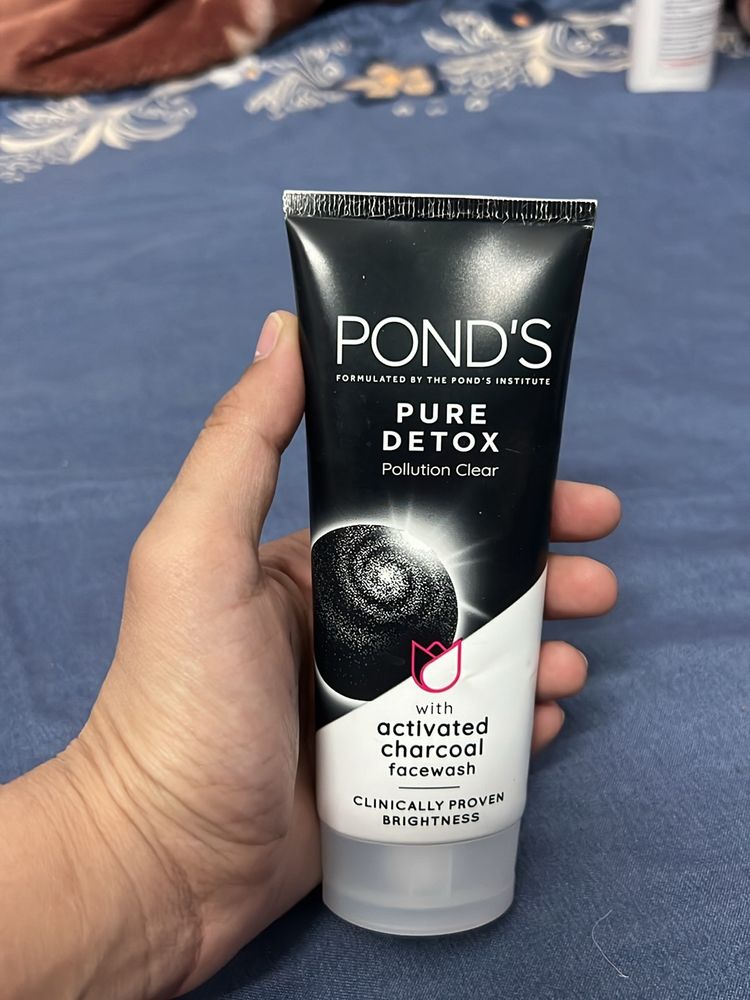 POND'S
FORMULATED BY THE POND'S INSTITUTE
PURE
DETOX
Pollution Clear
with
activated
charcoal
facewash
CLINICALLY PROVEN
BRIGHTNESS